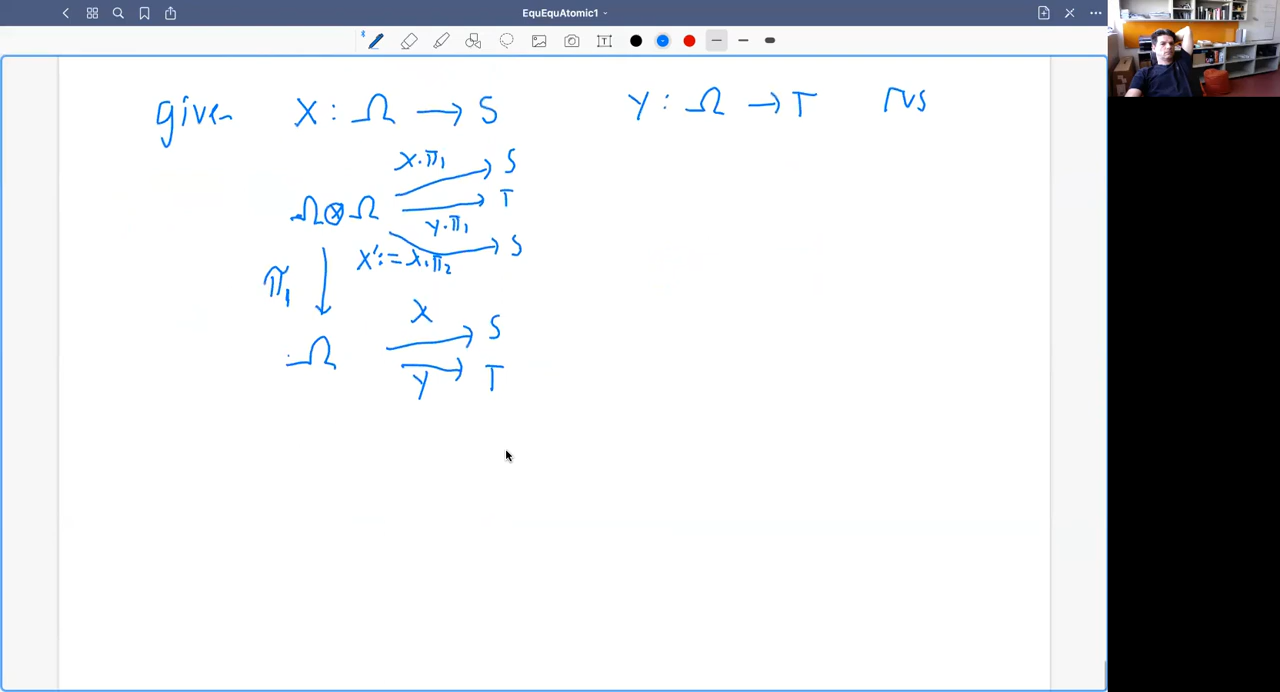 EquEquAtomic1
given X : Ω → S Y : Ω → T rvs
X·π₁ S
Ω⊗Ω T
Y·π₁
X' := X·π₂ S
π₁
X S
Ω
Y T